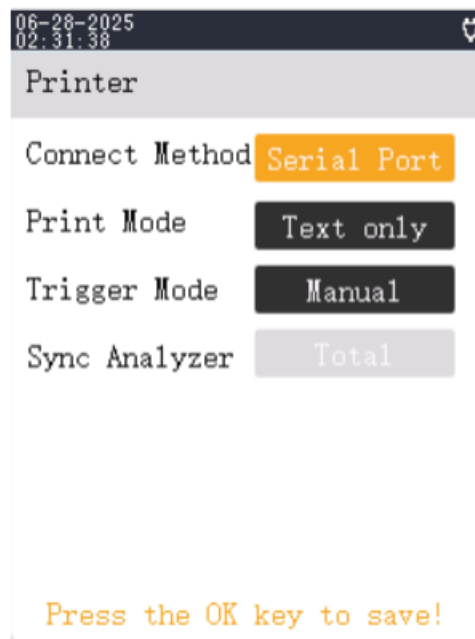 06-28-2025
02:31:38
Printer
Connect Method Serial Port
Print Mode Text only
Trigger Mode Manual
Sync Analyzer Total
Press the OK key to save!